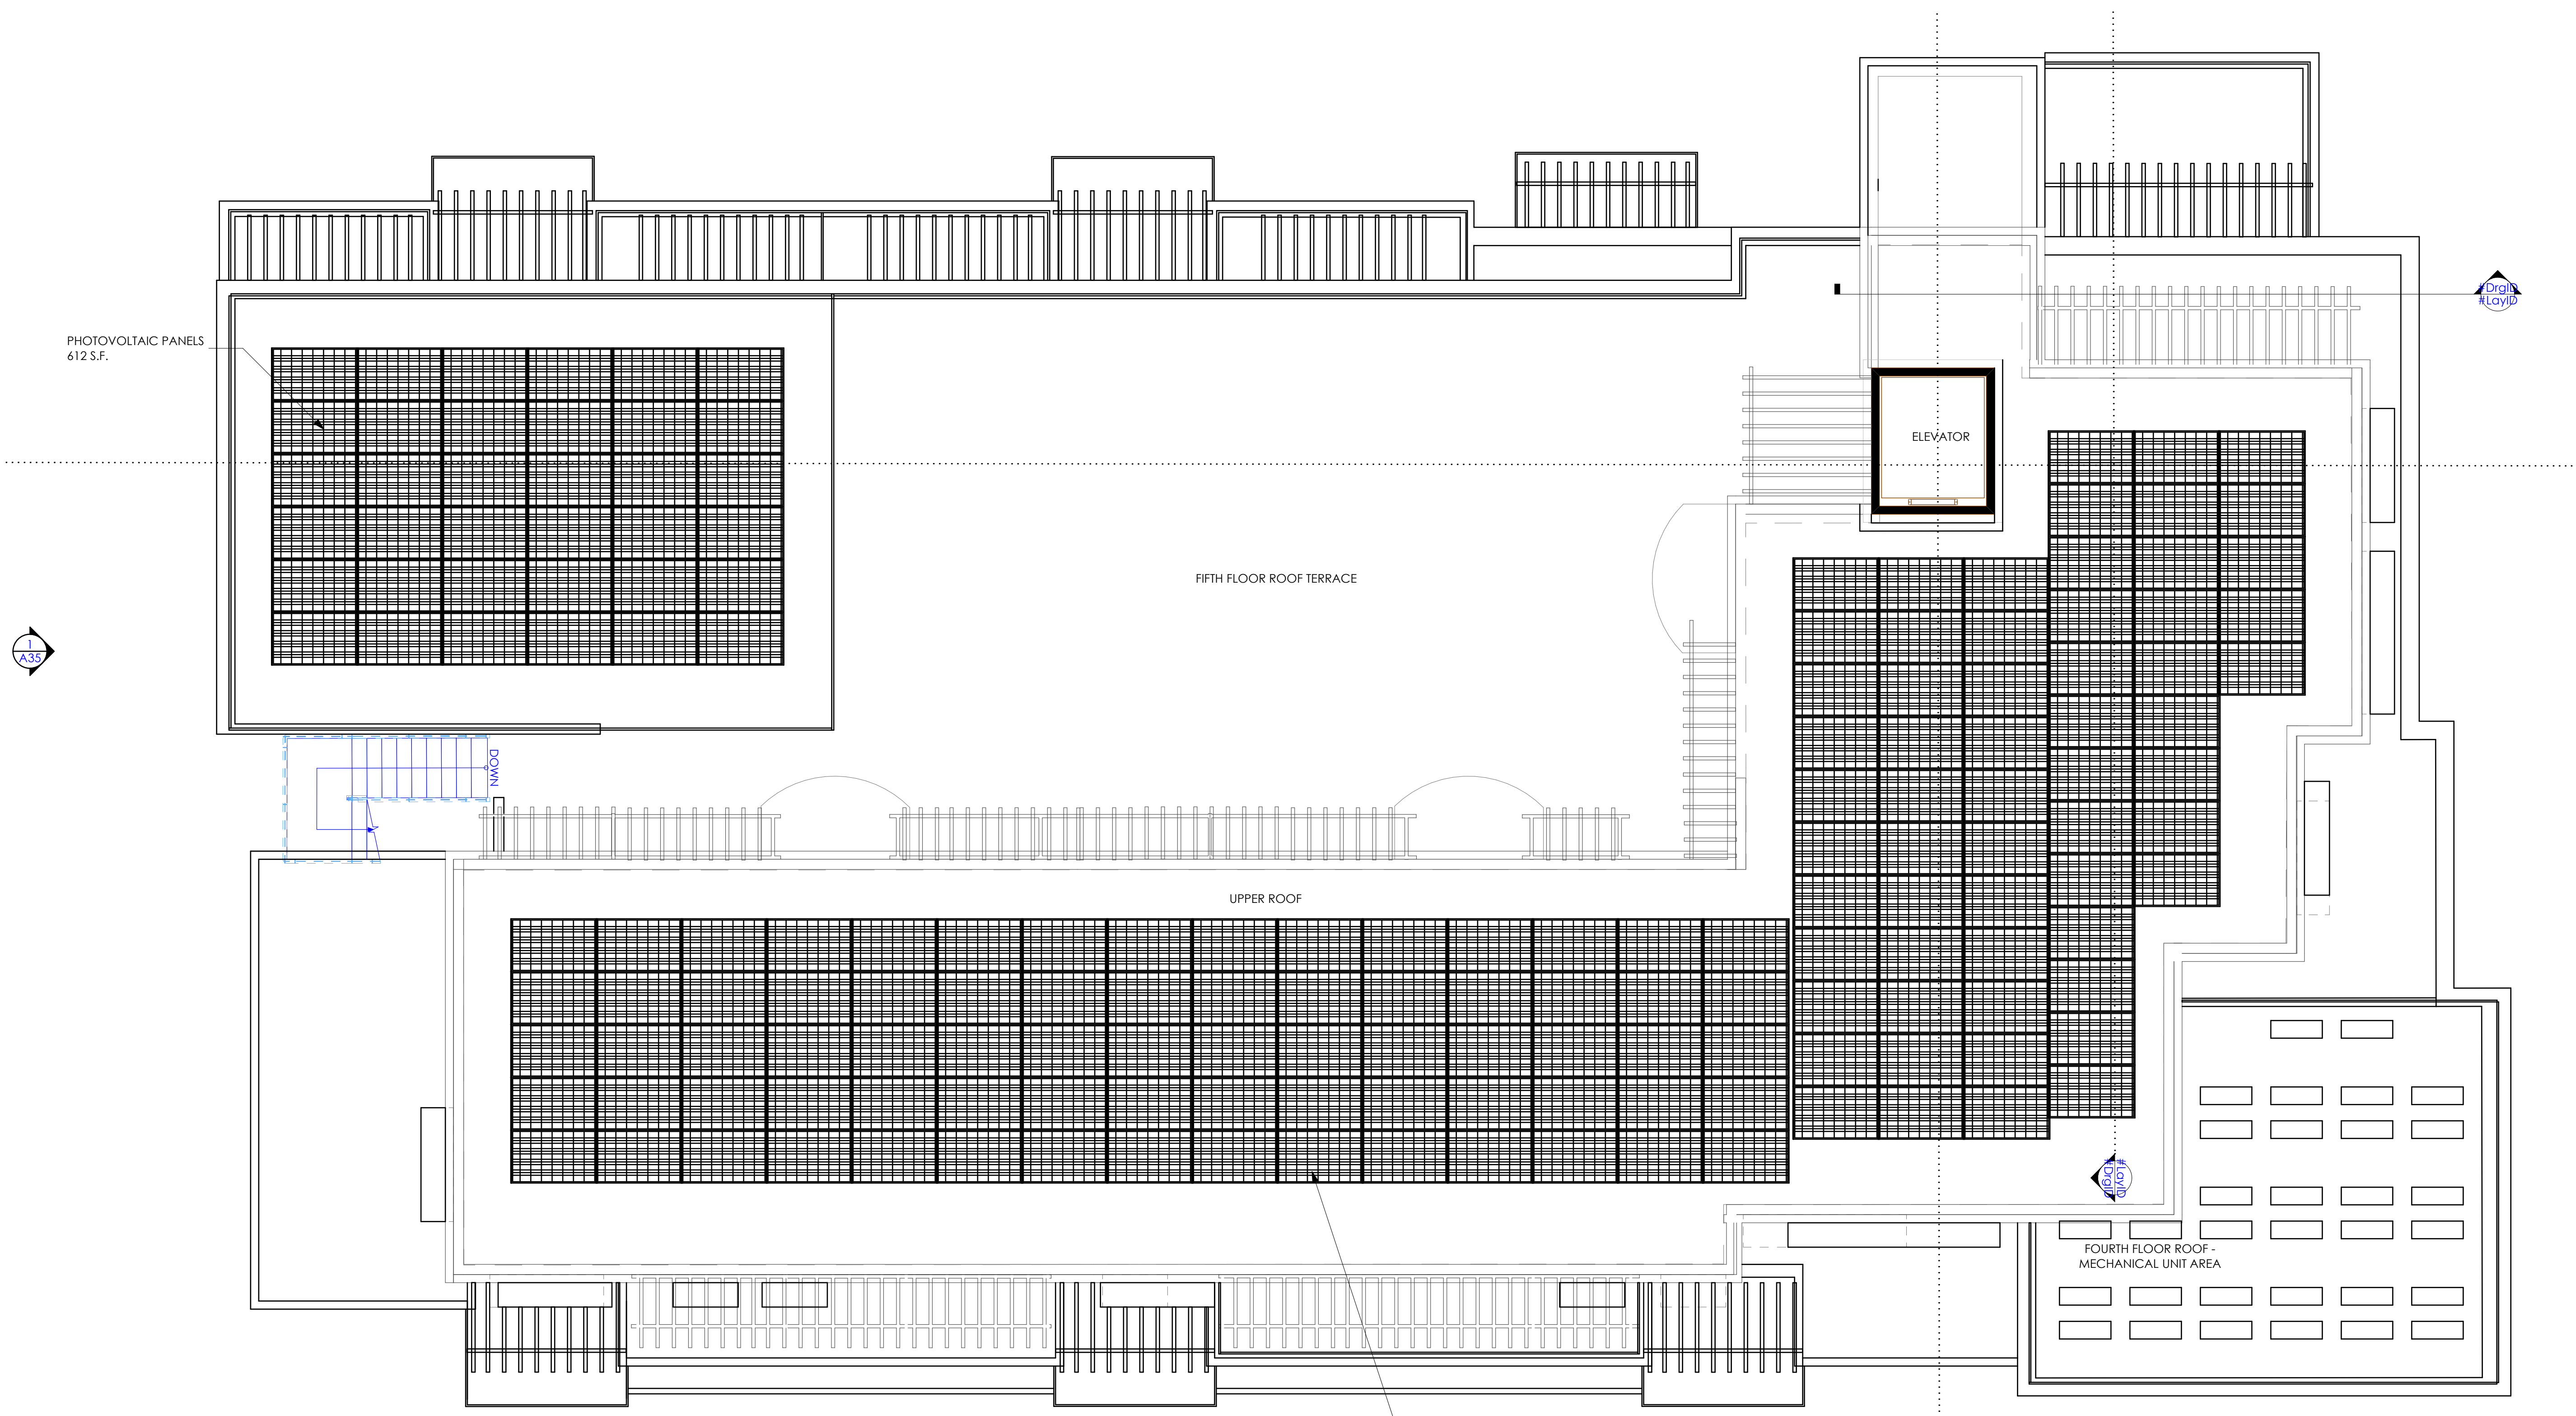 #DrgID
#LayID
PHOTOVOLTAIC PANELS
612 S.F.
ELEVATOR
FIFTH FLOOR ROOF TERRACE
1
A35
DOWN
UPPER ROOF
#LayID
#DrgID
FOURTH FLOOR ROOF -
MECHANICAL UNIT AREA